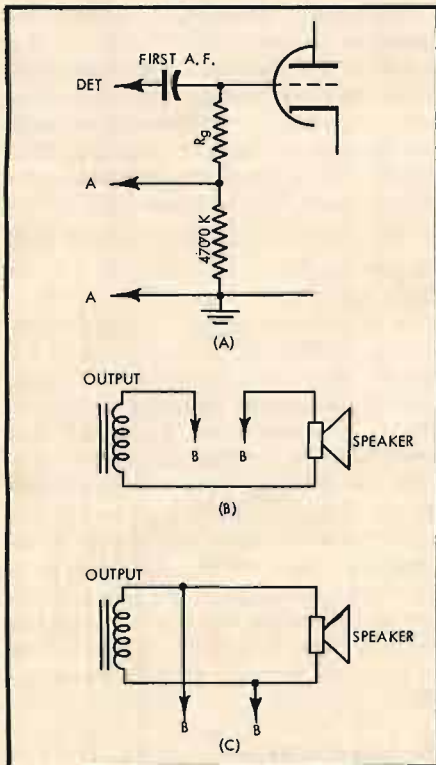 FIRST A.F.
DET
Rg
A
4700 K
A
(A)
OUTPUT
B
B
SPEAKER
(B)
OUTPUT
SPEAKER
B
B
(C)